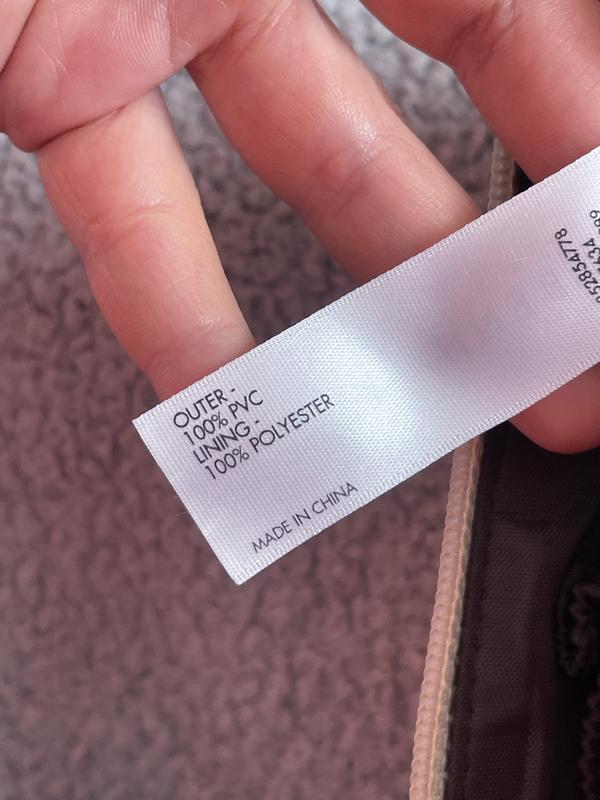 OUTER -
100% PVC
LINING -
100% POLYESTER
MADE IN CHINA